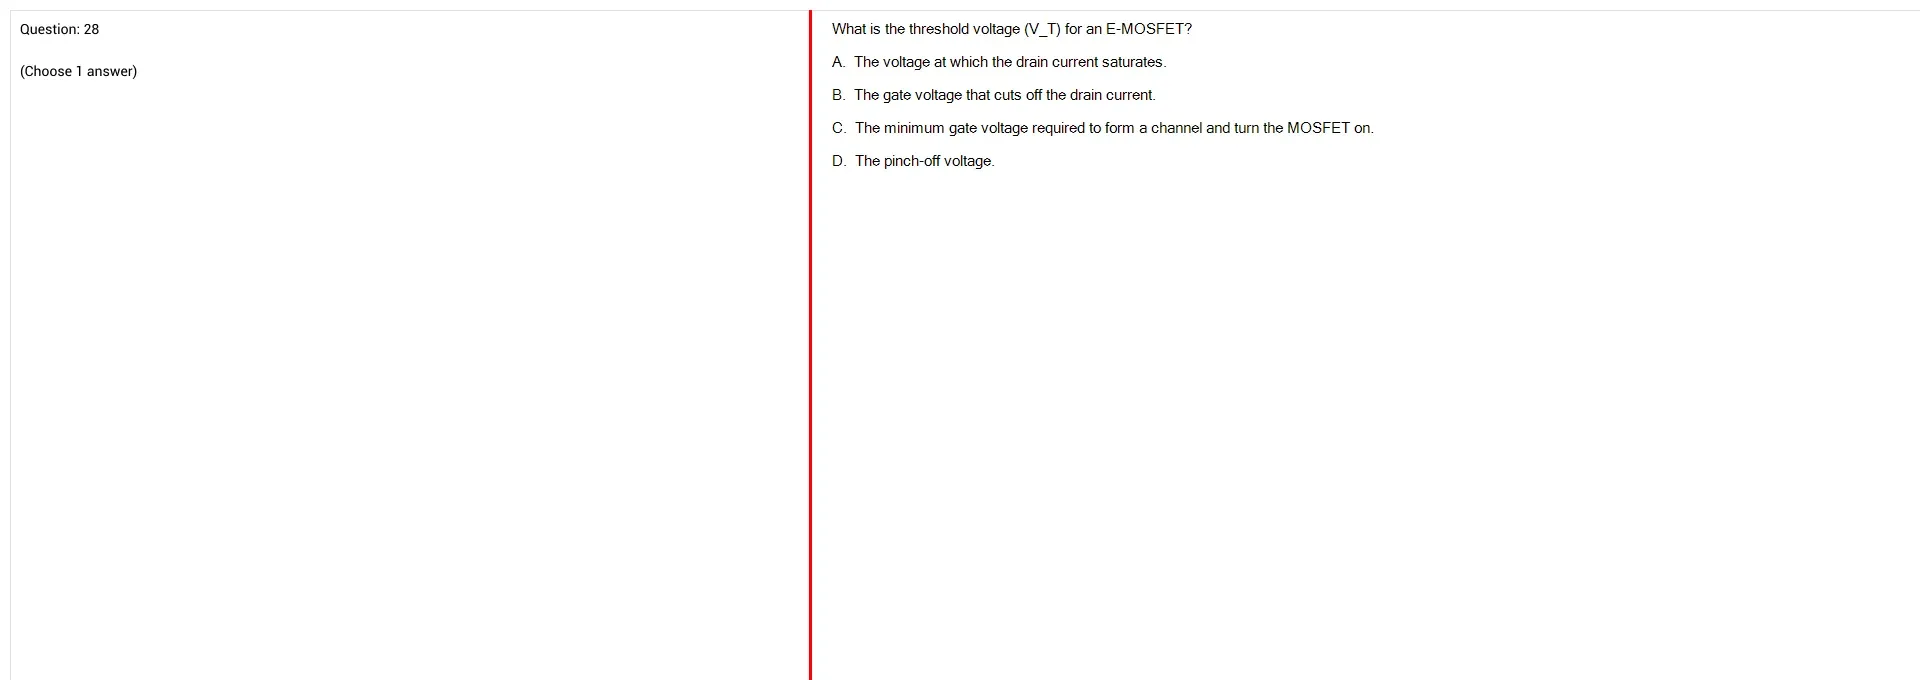 Question: 28
(Choose 1 answer)
What is the threshold voltage (V_T) for an E-MOSFET?
A. The voltage at which the drain current saturates.
B. The gate voltage that cuts off the drain current.
C. The minimum gate voltage required to form a channel and turn the MOSFET on.
D. The pinch-off voltage.